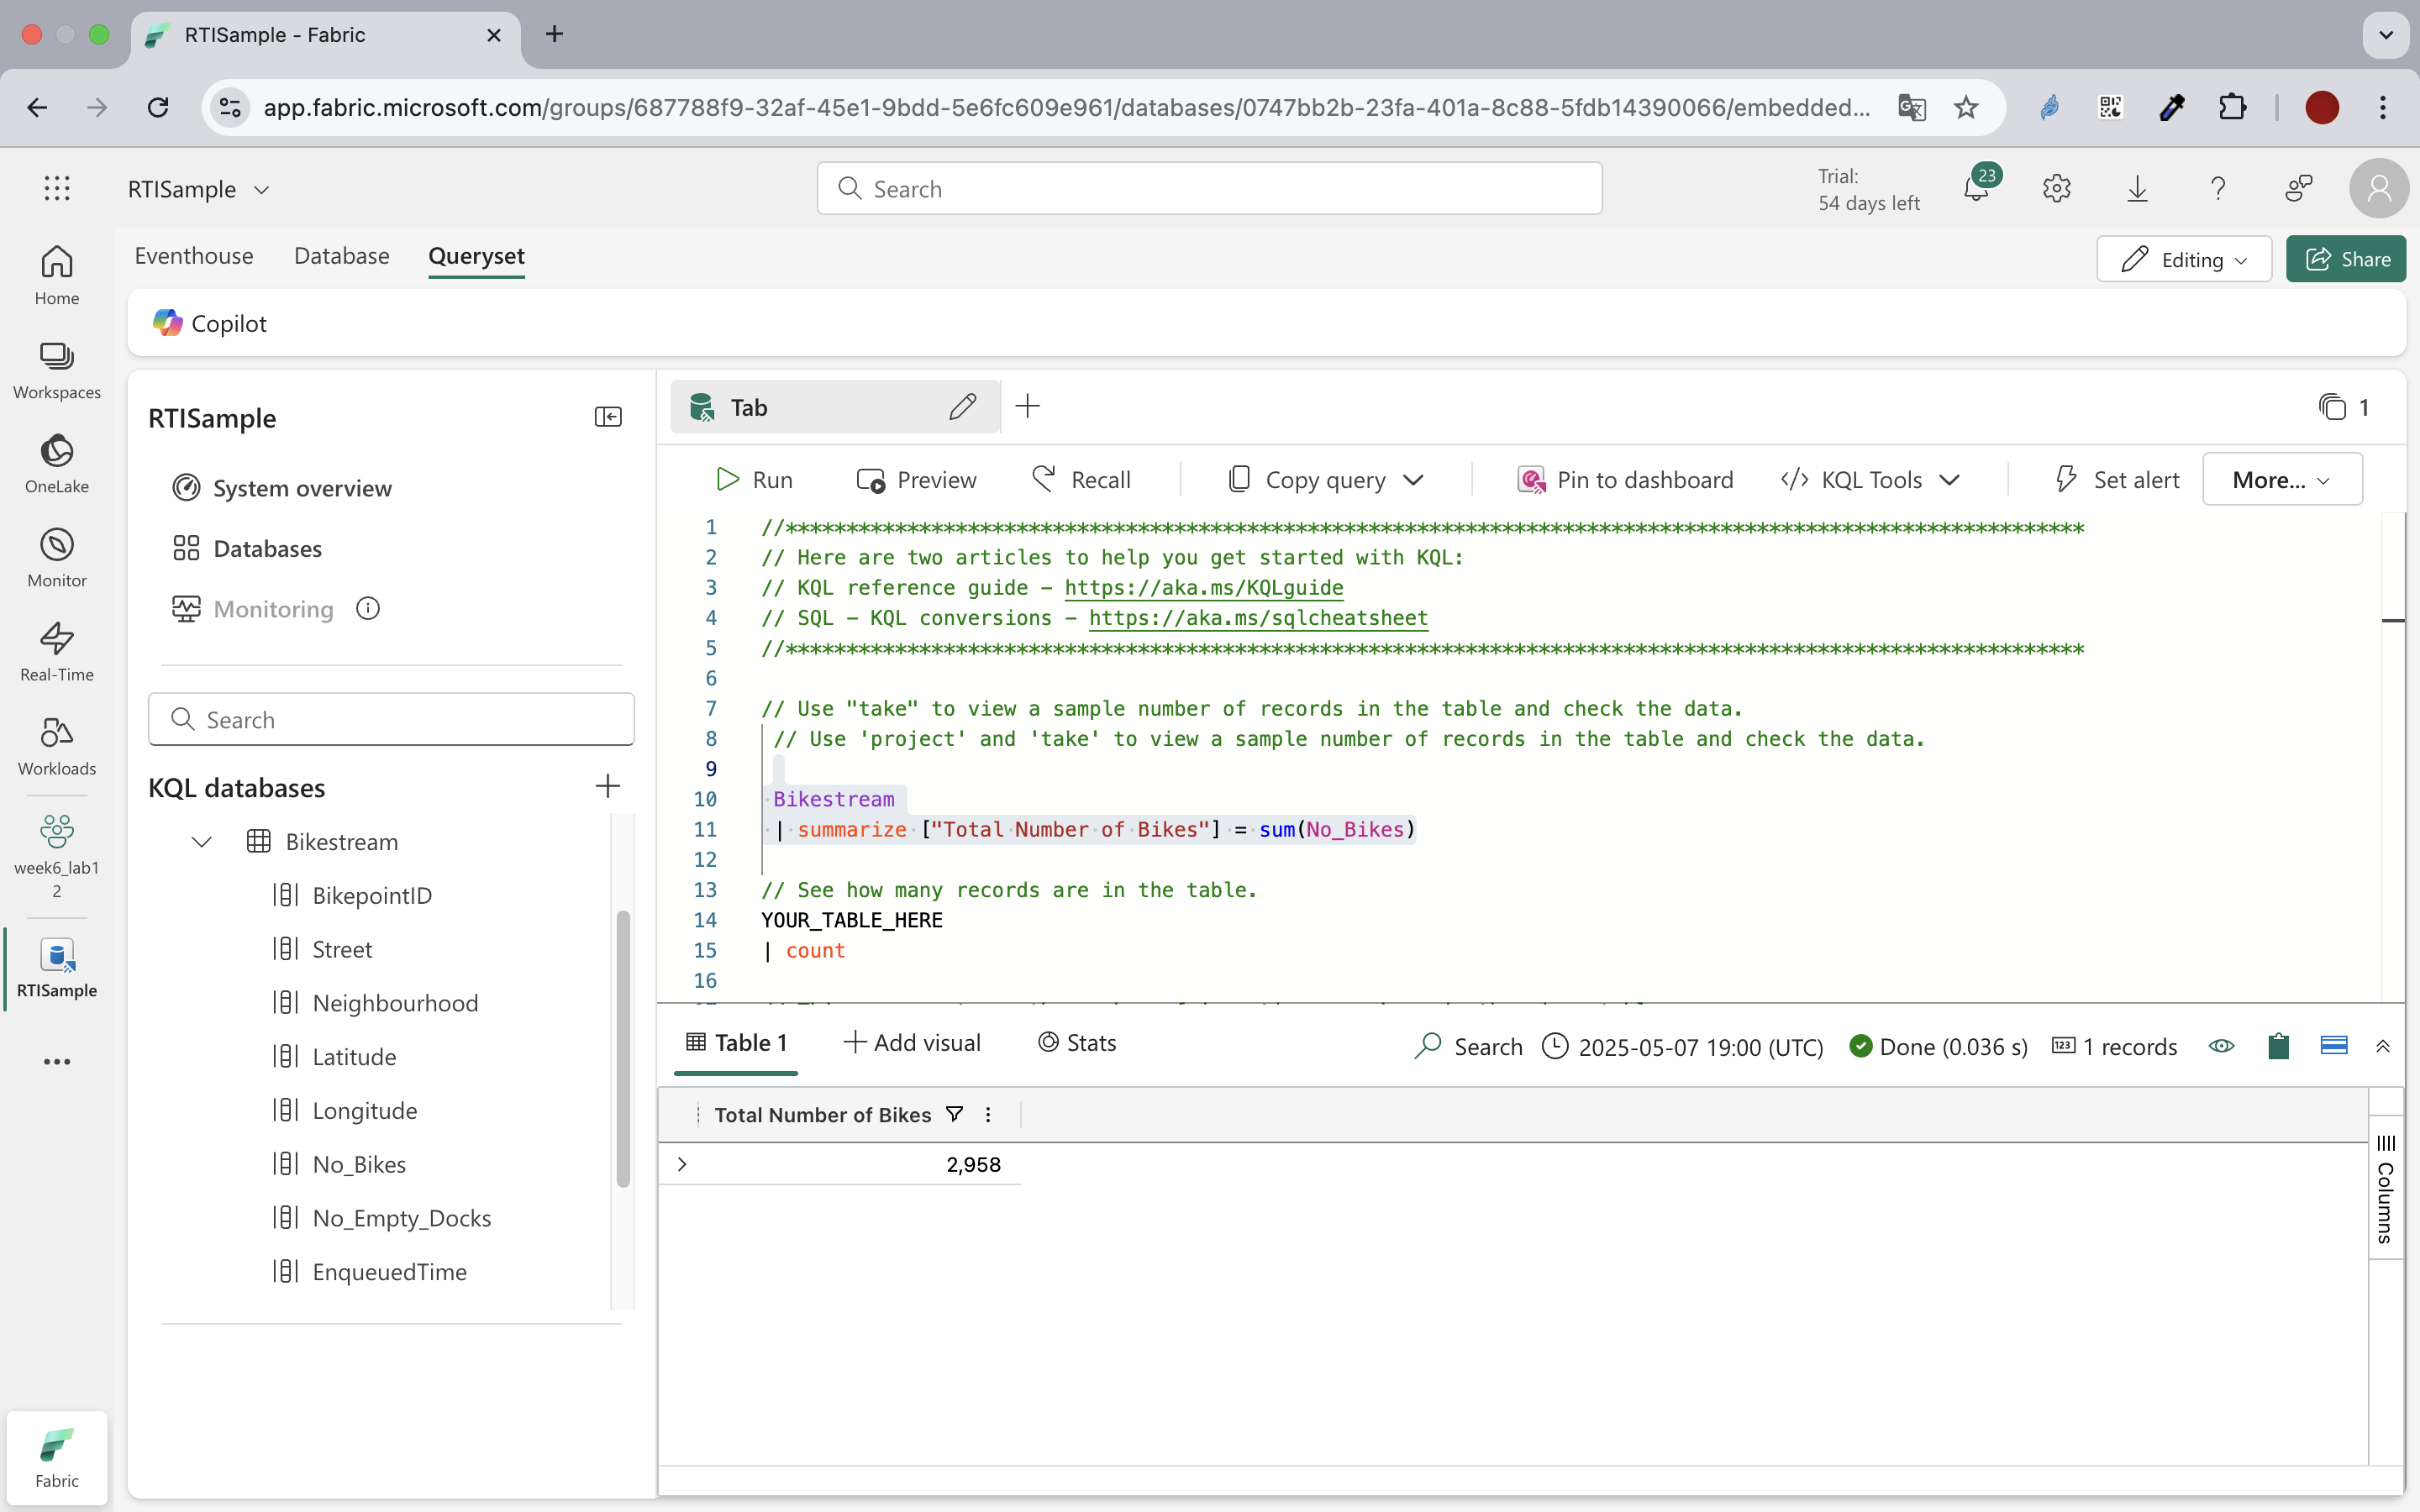 RTISample - Fabric
app.fabric.microsoft.com/groups/687788f9-32af-45e1-9bdd-5e6fc609e961/databases/0747bb2b-23fa-401a-8c88-5fdb14390066/embedded...
RTISample
Search
Trial:
54 days left
23
Eventhouse
Database
Queryset
Editing
Share
Copilot
Home
Workspaces
OneLake
Monitor
Real-Time
Workloads
week6_lab1
2
RTISample
Fabric
RTISample
System overview
Databases
Monitoring
Search
KQL databases
Bikestream
BikepointID
Street
Neighbourhood
Latitude
Longitude
No_Bikes
No_Empty_Docks
EnqueuedTime
Tab
1
Run
Preview
Recall
Copy query
Pin to dashboard
KQL Tools
Set alert
More...
1 //***********************************************************************************************************
2 // Here are two articles to help you get started with KQL:
3 // KQL reference guide - https://aka.ms/KQLguide
4 // SQL - KQL conversions - https://aka.ms/sqlcheatsheet
5 //***********************************************************************************************************
6
7 // Use "take" to view a sample number of records in the table and check the data.
8 // Use 'project' and 'take' to view a sample number of records in the table and check the data.
9
10 Bikestream
11 | summarize ["Total Number of Bikes"] = sum(No_Bikes)
12
13 // See how many records are in the table.
14 YOUR_TABLE_HERE
15 | count
16
Table 1
Add visual
Stats
Search
2025-05-07 19:00 (UTC)
Done (0.036 s)
1 records
Total Number of Bikes
2,958
Columns